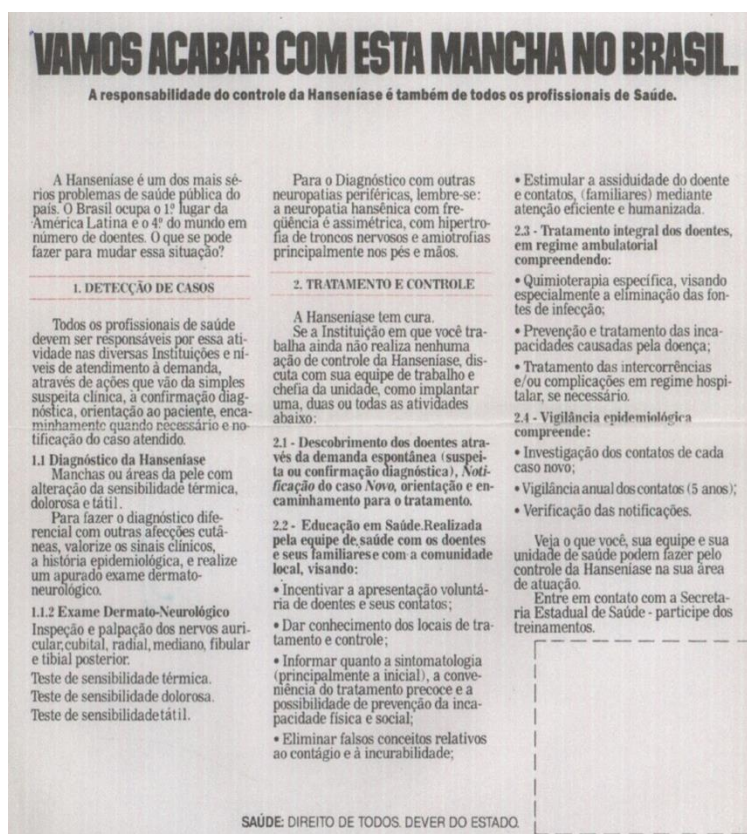 VAMOS ACABAR COM ESTA MANCHA NO BRASIL.
A responsabilidade do controle da Hanseníase é também de todos os profissionais de Saúde.
A Hanseníase é um dos mais sé-
rios problemas de saúde pública do
país. O Brasil ocupa o 1º lugar da
América Latina e o 4º do mundo em
número de doentes. O que se pode
fazer para mudar essa situação?
1. DETECÇÃO DE CASOS
Todos os profissionais de saúde
devem ser responsáveis por essa ati-
vidade nas diversas Instituições e ní-
veis de atendimento à demanda,
através de ações que vão da simples
suspeita clínica, à confirmação diag-
nóstica, orientação ao paciente, enca-
minhamento quando necessário e no-
tificação do caso atendido.
1.1 Diagnóstico da Hanseníase
Manchas ou áreas da pele com
alteração da sensibilidade térmica,
dolorosa e tátil.
Para fazer o diagnóstico dife-
rencial com outras afecções cutâ-
neas, valorize os sinais clínicos,
a história epidemiológica, e realize
um apurado exame dermato-
neurológico.
1.1.2 Exame Dermato-Neurológico
Inspeção e palpação dos nervos auri-
cular, cubital, radial, mediano, fibular
e tibial posterior.
Teste de sensibilidade térmica.
Teste de sensibilidade dolorosa.
Teste de sensibilidade tátil.
Para o Diagnóstico com outras
neuropatias periféricas, lembre-se:
a neuropatia hansênica com fre-
qüência é assimétrica, com hipertro-
fia de troncos nervosos e amiotrofias
principalmente nos pés e mãos.
2. TRATAMENTO E CONTROLE
A Hanseníase tem cura.
Se a Instituição em que você tra-
balha ainda não realiza nenhuma
ação de controle da Hanseníase, dis-
cuta com sua equipe de trabalho e
chefia da unidade, como implantar
uma, duas ou todas as atividades
abaixo:
2.1 - Descobrimento dos doentes atra-
vés da demanda espontânea (suspei-
ta ou confirmação diagnóstica), Noti-
ficação do caso Novo, orientação e en-
caminhamento para o tratamento.
2.2 - Educação em Saúde. Realizada
pela equipe de saúde com os doentes
e seus familiares e com a comunidade
local, visando:
• Incentivar a apresentação voluntá-
ria de doentes e seus contatos;
• Dar conhecimento dos locais de tra-
tamento e controle;
• Informar quanto a sintomatologia
(principalmente a inicial), a conve-
niência do tratamento precoce e a
possibilidade de prevenção da inca-
pacidade física e social;
• Eliminar falsos conceitos relativos
ao contágio e à incurabilidade;
• Estimular a assiduidade do doente
e contatos, (familiares) mediante
atenção eficiente e humanizada.
2.3 - Tratamento integral dos doentes,
em regime ambulatorial
compreendendo:
• Quimioterapia específica, visando
especialmente a eliminação das fon-
tes de infecção;
• Prevenção e tratamento das inca-
pacidades causadas pela doença;
• Tratamento das intercorrências
e/ou complicações em regime hospi-
talar, se necessário.
2.4 - Vigilância epidemiológica
compreende:
• Investigação dos contatos de cada
caso novo;
• Vigilância anual dos contatos (5 anos);
• Verificação das notificações.
Veja o que você, sua equipe e sua
unidade de saúde podem fazer pelo
controle da Hanseníase na sua área
de atuação.
Entre em contato com a Secreta-
ria Estadual de Saúde - participe dos
treinamentos.
SAÚDE: DIREITO DE TODOS. DEVER DO ESTADO.